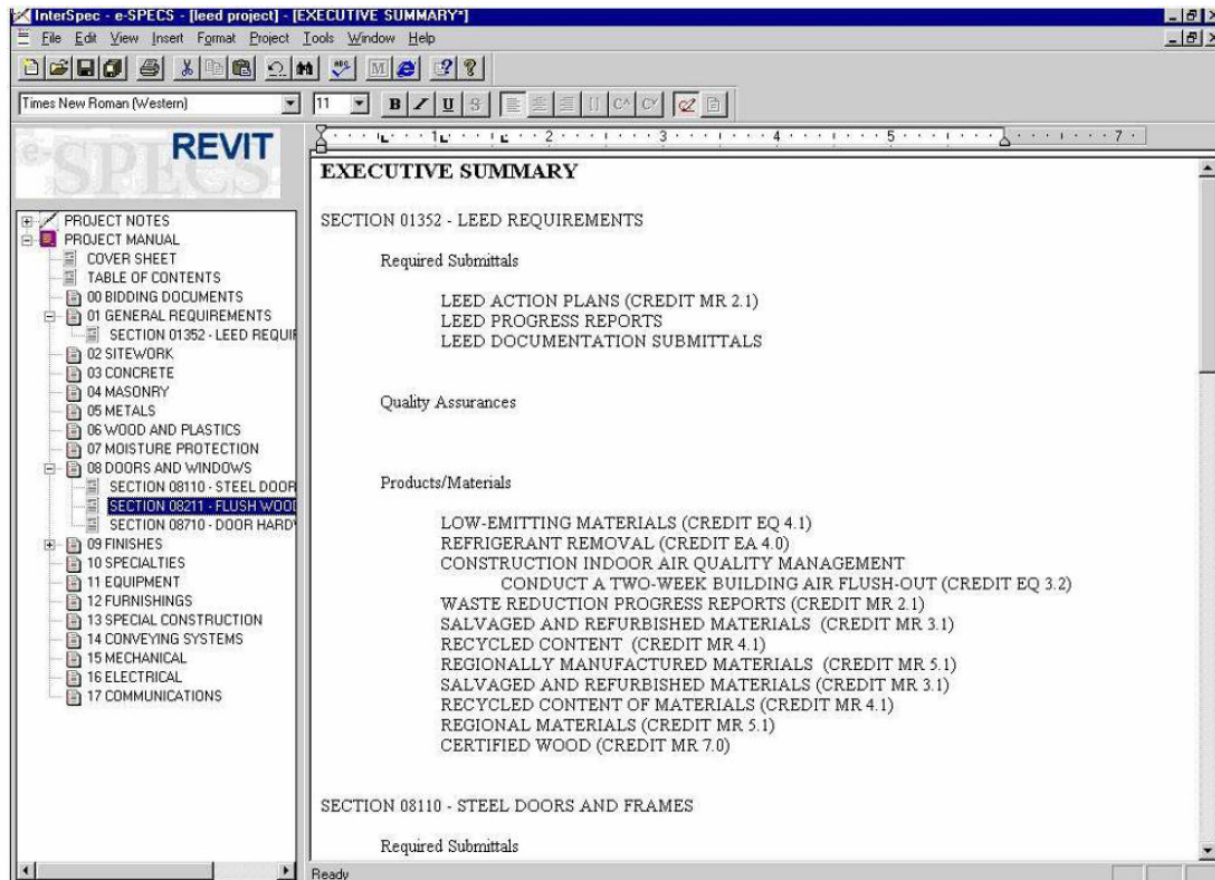 InterSpec - e-SPECS - [leed project] - [EXECUTIVE SUMMARY*]
File Edit View Insert Format Project Tools Window Help
Times New Roman (Western) 11 B I U S
1 2 3 4 5 7
e-SPECS REVIT
PROJECT NOTES
PROJECT MANUAL
COVER SHEET
TABLE OF CONTENTS
00 BIDDING DOCUMENTS
01 GENERAL REQUIREMENTS
SECTION 01352 - LEED REQUIR
02 SITEWORK
03 CONCRETE
04 MASONRY
05 METALS
06 WOOD AND PLASTICS
07 MOISTURE PROTECTION
08 DOORS AND WINDOWS
SECTION 08110 - STEEL DOOR
SECTION 08211 - FLUSH WOOD
SECTION 08710 - DOOR HARDW
09 FINISHES
10 SPECIALTIES
11 EQUIPMENT
12 FURNISHINGS
13 SPECIAL CONSTRUCTION
14 CONVEYING SYSTEMS
15 MECHANICAL
16 ELECTRICAL
17 COMMUNICATIONS
EXECUTIVE SUMMARY
SECTION 01352 - LEED REQUIREMENTS
Required Submittals
LEED ACTION PLANS (CREDIT MR 2.1)
LEED PROGRESS REPORTS
LEED DOCUMENTATION SUBMITTALS
Quality Assurances
Products/Materials
LOW-EMITTING MATERIALS (CREDIT EQ 4.1)
REFRIGERANT REMOVAL (CREDIT EA 4.0)
CONSTRUCTION INDOOR AIR QUALITY MANAGEMENT
CONDUCT A TWO-WEEK BUILDING AIR FLUSH-OUT (CREDIT EQ 3.2)
WASTE REDUCTION PROGRESS REPORTS (CREDIT MR 2.1)
SALVAGED AND REFURBISHED MATERIALS (CREDIT MR 3.1)
RECYCLED CONTENT (CREDIT MR 4.1)
REGIONALLY MANUFACTURED MATERIALS (CREDIT MR 5.1)
SALVAGED AND REFURBISHED MATERIALS (CREDIT MR 3.1)
RECYCLED CONTENT OF MATERIALS (CREDIT MR 4.1)
REGIONAL MATERIALS (CREDIT MR 5.1)
CERTIFIED WOOD (CREDIT MR 7.0)
SECTION 08110 - STEEL DOORS AND FRAMES
Required Submittals
Ready